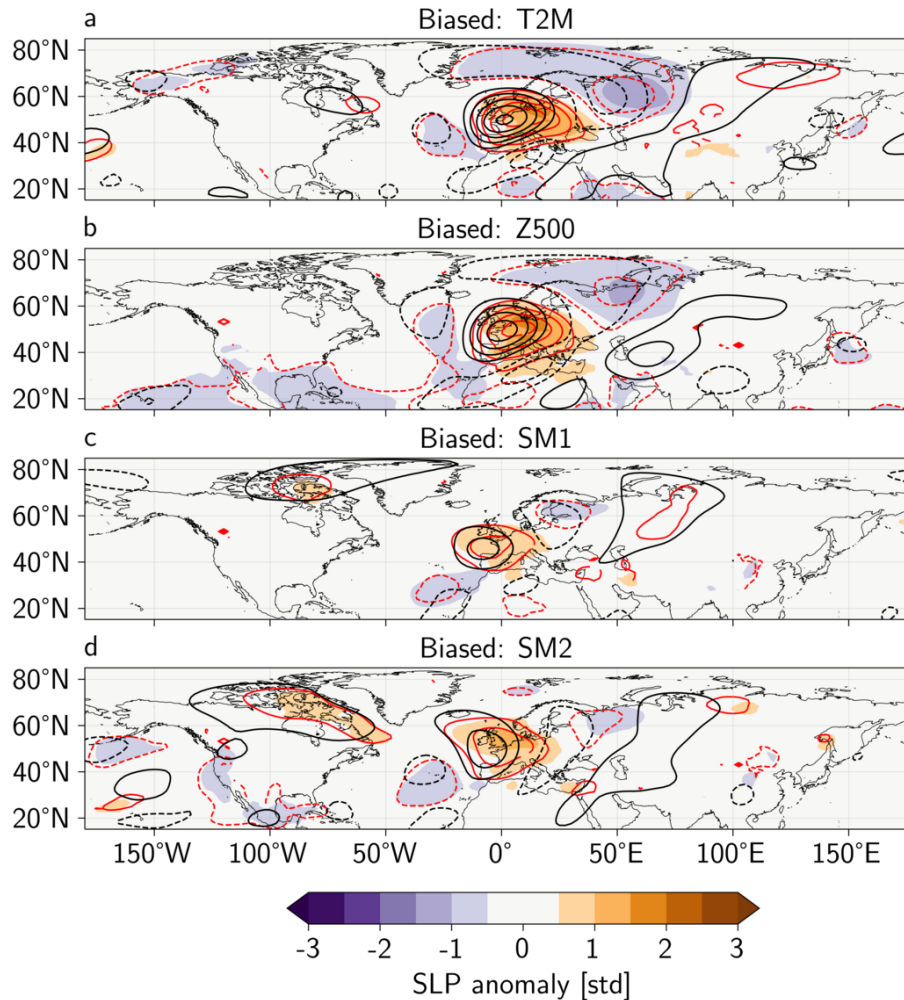 a
Biased: T2M
80°N
60°N
40°N
20°N
b
Biased: Z500
80°N
60°N
40°N
20°N
c
Biased: SM1
80°N
60°N
40°N
20°N
d
Biased: SM2
80°N
60°N
40°N
20°N
150°W 100°W 50°W 0° 50°E 100°E 150°E
-3 -2 -1 0 1 2 3
SLP anomaly [std]